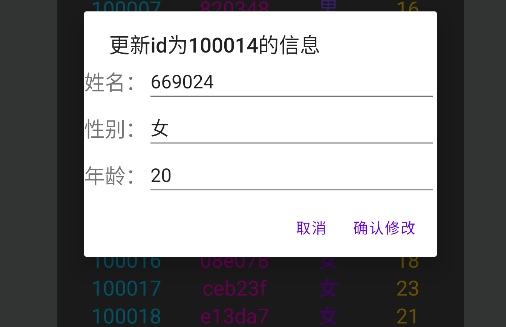 100007 820348 男 16
更新id为100014的信息
姓名： 669024
性别： 女
年龄： 20
取消 确认修改
100016 08e078 女 18
100017 ceb23f 女 23
100018 e13da7 女 21